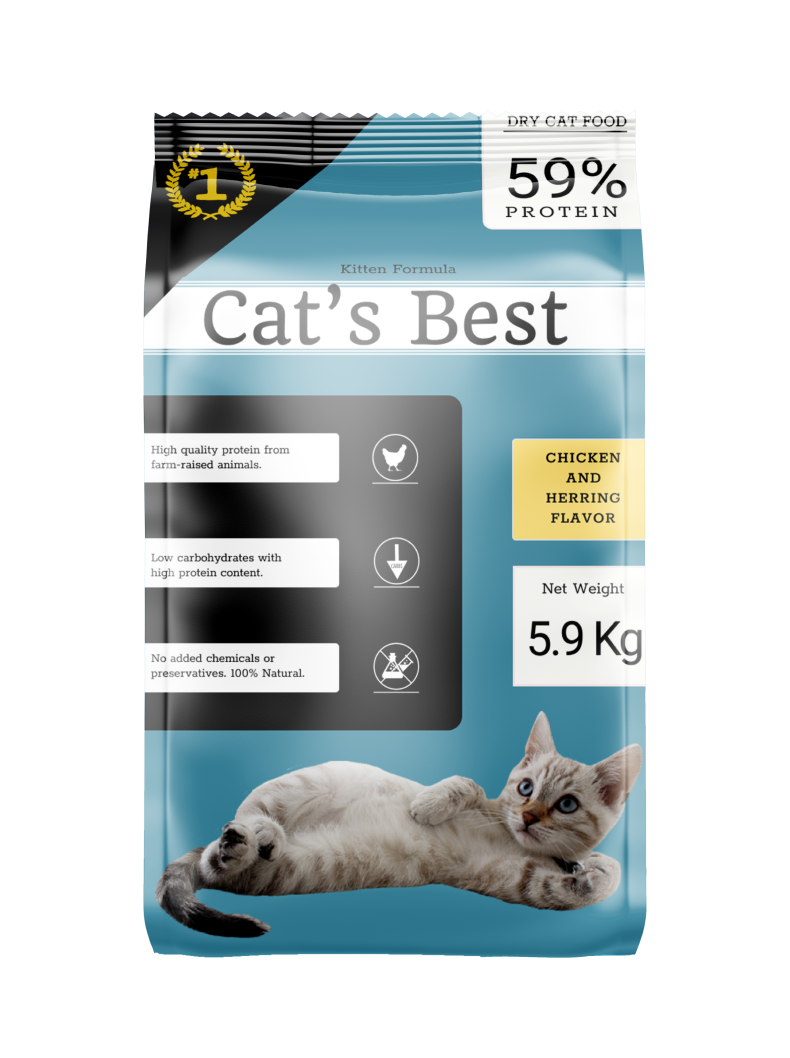 DRY CAT FOOD
#1
59%
PROTEIN
Kitten Formula
Cat's Best
High quality protein from
farm-raised animals.
CHICKEN
AND
HERRING
FLAVOR
Low carbohydrates with
high protein content.
CARBS
Net Weight
5.9 Kg
No added chemicals or
preservatives. 100% Natural.